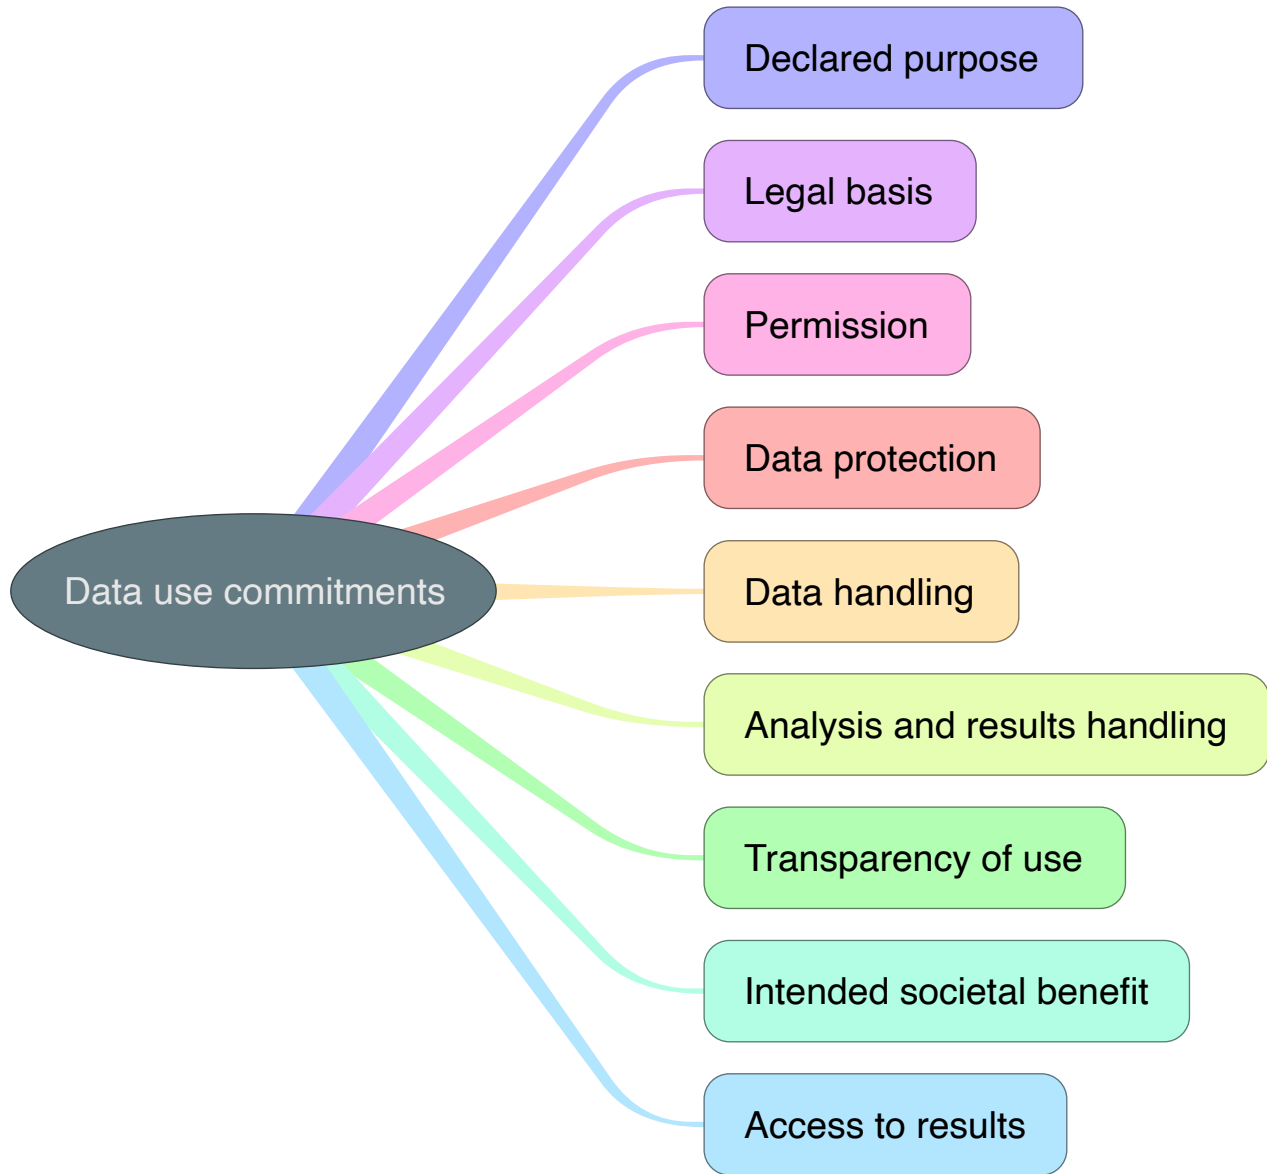 Declared purpose
Legal basis
Permission
Data protection
Data use commitments
Data handling
Analysis and results handling
Transparency of use
Intended societal benefit
Access to results